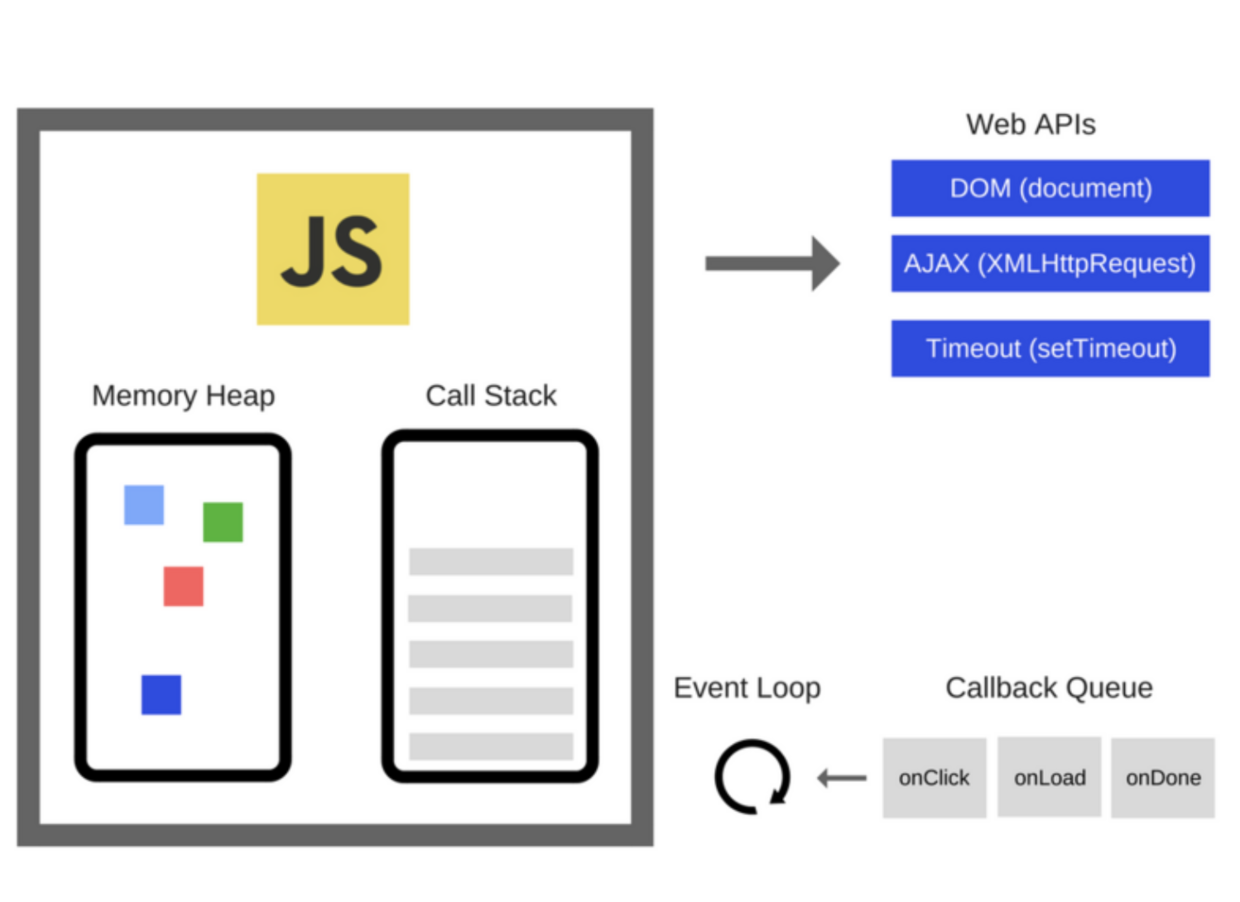 JS
Memory Heap
Call Stack
Web APIs
DOM (document)
AJAX (XMLHttpRequest)
Timeout (setTimeout)
Event Loop
Callback Queue
onClick
onLoad
onDone